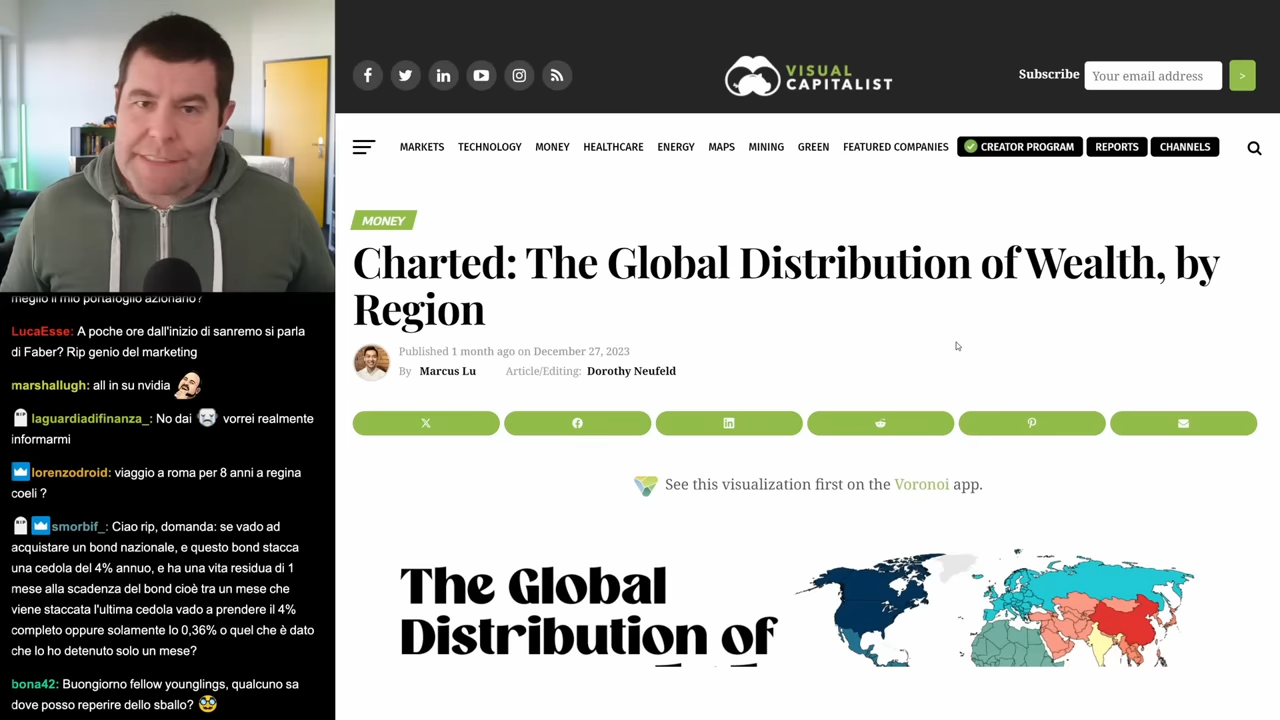 meglio il mio portafoglio azionario?
LucaEsse: A poche ore dall'inizio di sanremo si parla
di Faber? Rip genio del marketing
marshallugh: all in su nvidia
RIP laguardiadifinanza_: No dai vorrei realmente
informarmi
lorenzodroid: viaggio a roma per 8 anni a regina
coeli ?
RIP smorbif_: Ciao rip, domanda: se vado ad
acquistare un bond nazionale, e questo bond stacca
una cedola del 4% annuo, e ha una vita residua di 1
mese alla scadenza del bond cioè tra un mese che
viene staccata l'ultima cedola vado a prendere il 4%
completo oppure solamente lo 0,36% o quel che è dato
che lo ho detenuto solo un mese?
bona42: Buongiorno fellow younglings, qualcuno sa
dove posso reperire dello sballo?
VISUAL
CAPITALIST
Subscribe Your email address >
MARKETS TECHNOLOGY MONEY HEALTHCARE ENERGY MAPS MINING GREEN FEATURED COMPANIES CREATOR PROGRAM REPORTS CHANNELS
MONEY
Charted: The Global Distribution of Wealth, by
Region
Published 1 month ago on December 27, 2023
By Marcus Lu Article/Editing: Dorothy Neufeld
See this visualization first on the Voronoi app.
The Global
Distribution of